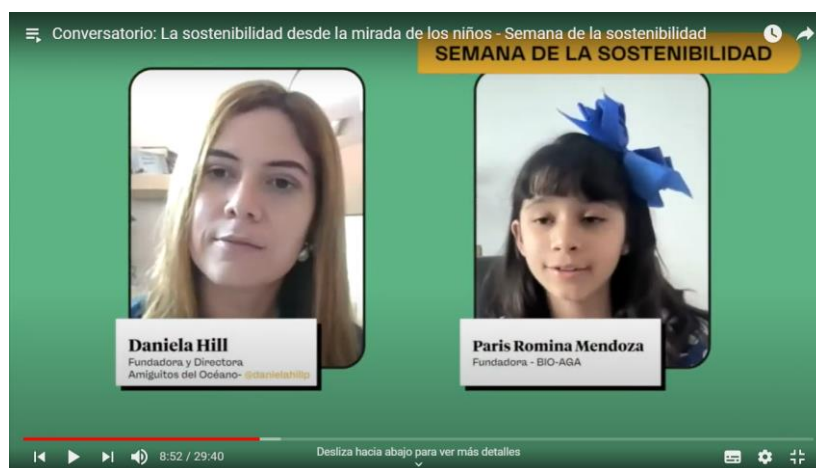 Conversatorio: La sostenibilidad desde la mirada de los niños - Semana de la sostenibilidad
SEMANA DE LA SOSTENIBILIDAD
Daniela Hill
Fundadora y Directora
Amiguitos del Océano- @danielahillp
Paris Romina Mendoza
Fundadora - BIO-AGA
8:52 / 29:40
Desliza hacia abajo para ver más detalles